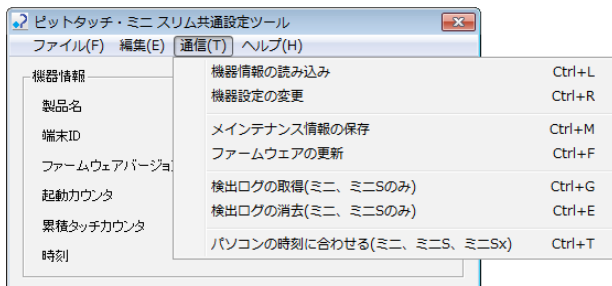 ピットタッチ・ミニ スリム共通設定ツール
ファイル(F) 編集(E) 通信(T) ヘルプ(H)
機器情報
製品名
端末ID
ファームウェアバージョ
起動カウンタ
累積タッチカウンタ
時刻
機器情報の読み込み Ctrl+L
機器設定の変更 Ctrl+R
メインテナンス情報の保存 Ctrl+M
ファームウェアの更新 Ctrl+F
検出ログの取得(ミニ、ミニSのみ) Ctrl+G
検出ログの消去(ミニ、ミニSのみ) Ctrl+E
パソコンの時刻に合わせる(ミニ、ミニS、ミニSx) Ctrl+T